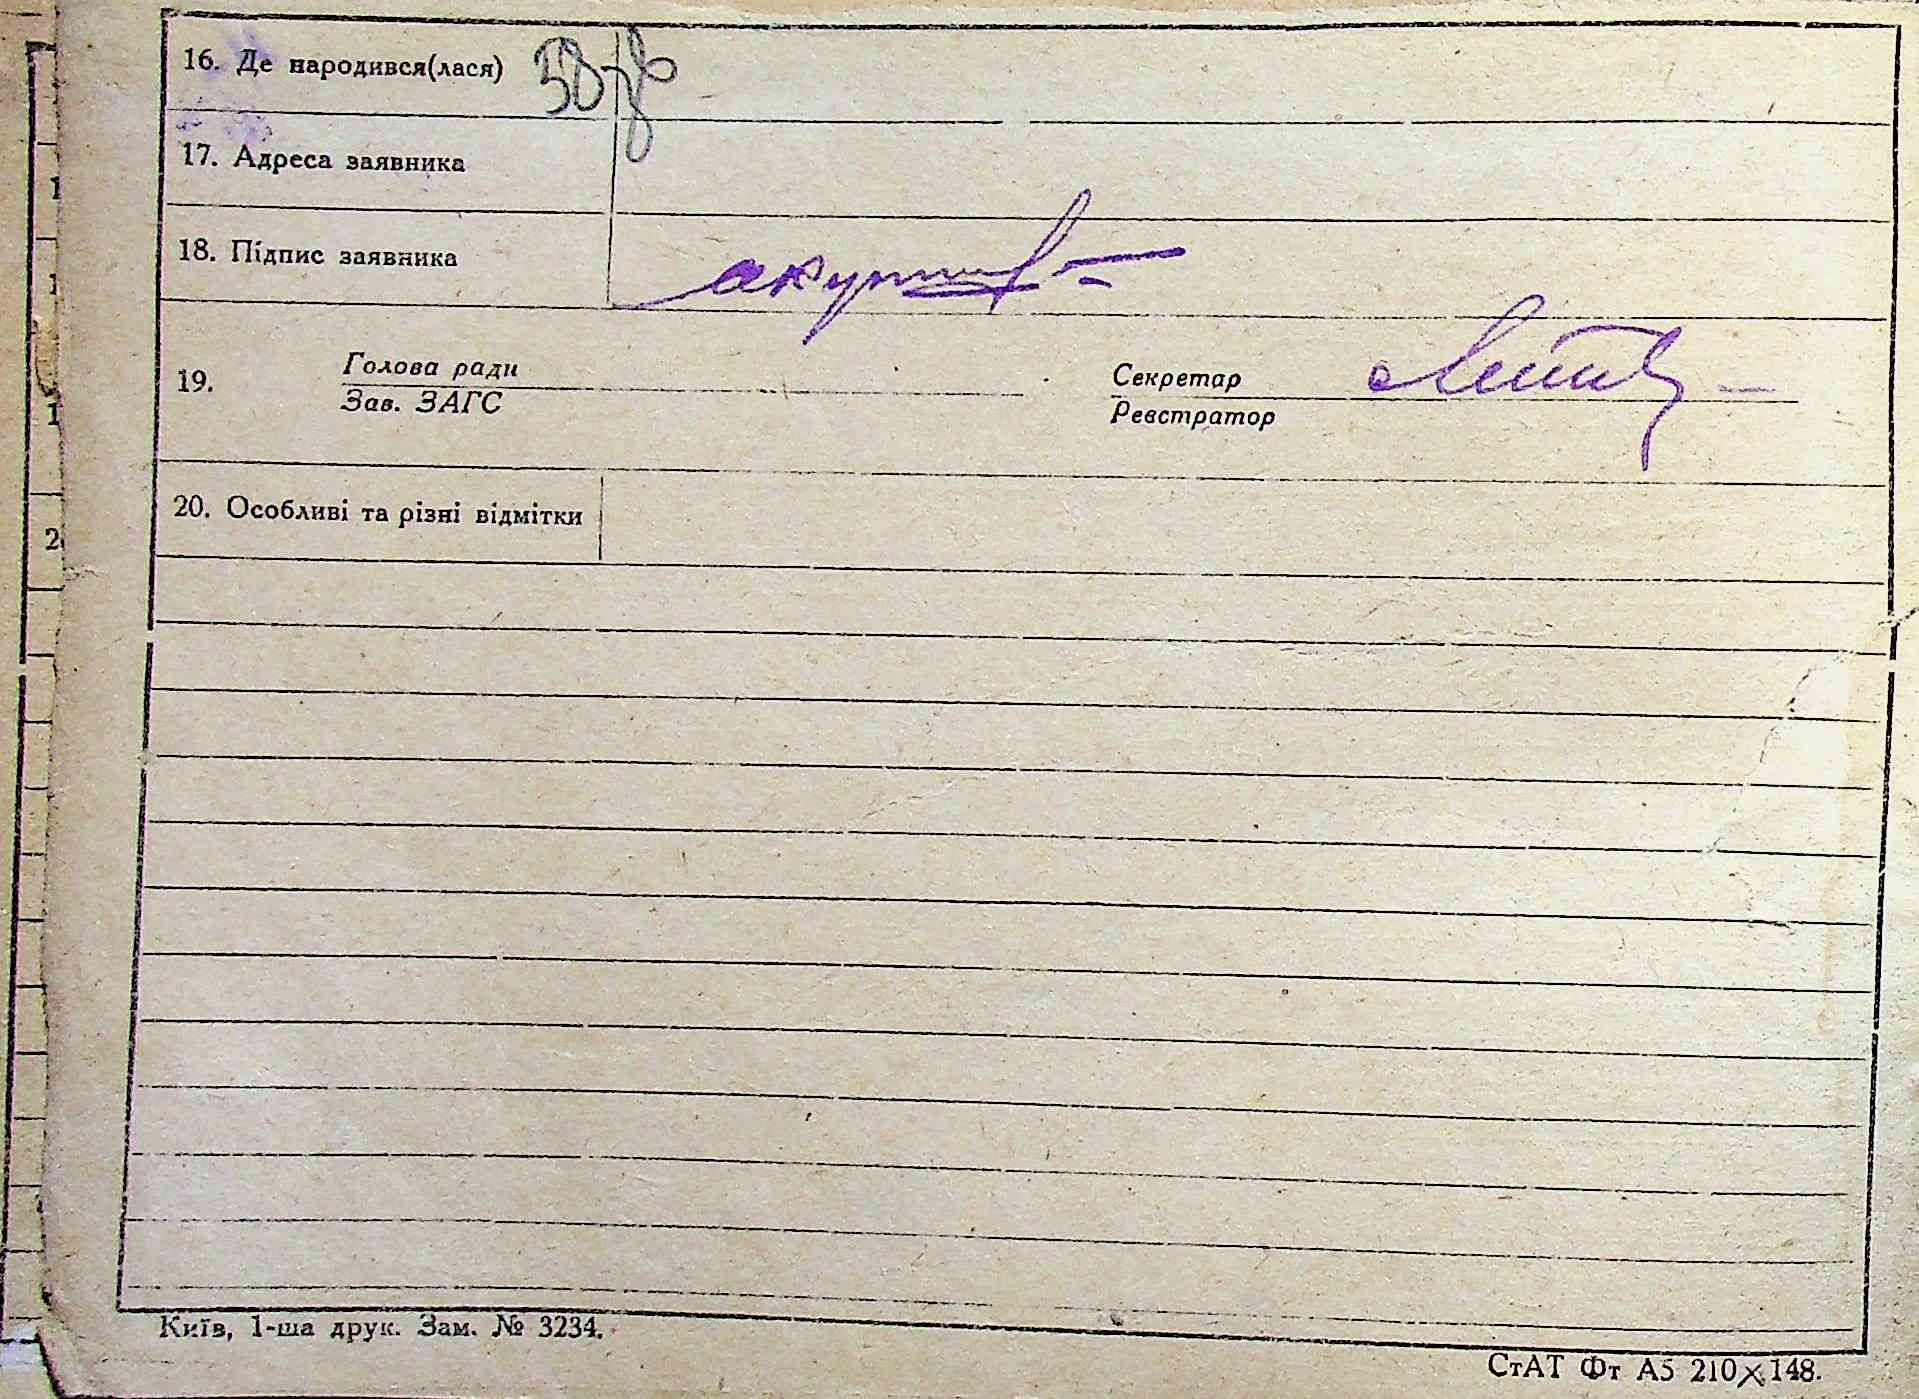 16. Де народився(лася)
17. Адреса заявника
18. Підпис заявника
19. Голова ради
Зав. ЗАГС
Секретар
Реєстратор
20. Особливі та різні відмітки
Київ, 1-ша друк. Зам. № 3234.
СтАТ Фт А5 210×148.